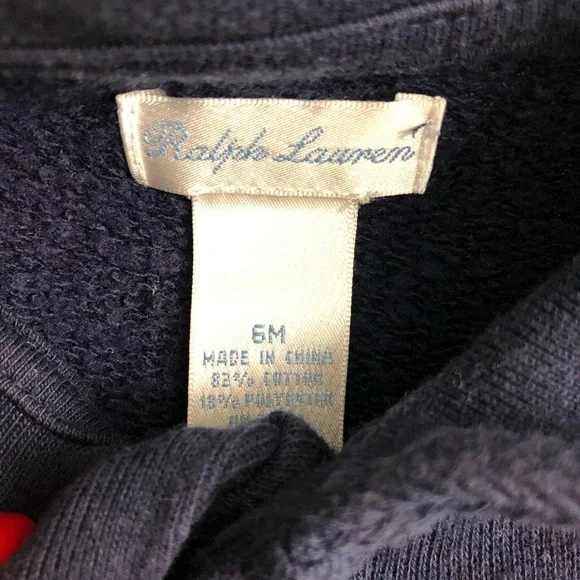 Ralph Lauren
6M
MADE IN CHINA
82% COTTON
18% POLYESTER